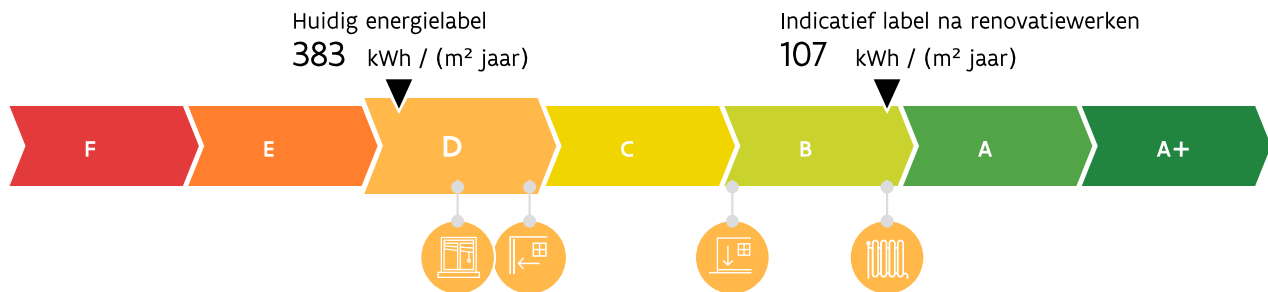 Huidig energielabel
383 kWh / (m² jaar)
Indicatief label na renovatiewerken
107 kWh / (m² jaar)
F
E
D
C
B
A
A+